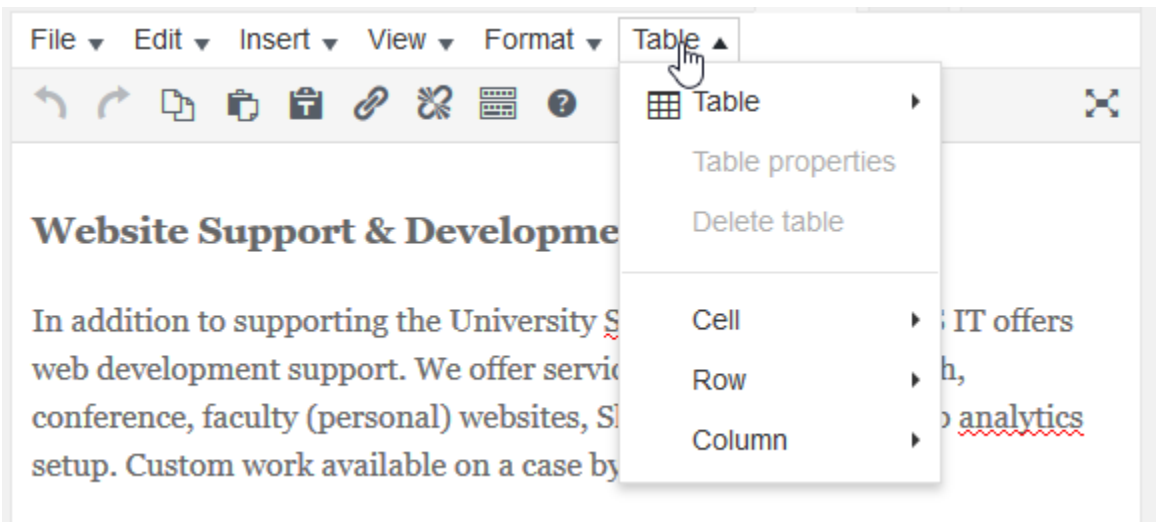 File Edit Insert View Format Table
Table
Table properties
Delete table
Website Support & Developme
Cell
In addition to supporting the University S IT offers
web development support. We offer servic h,
Row
conference, faculty (personal) websites, Sl analytics
Column
setup. Custom work available on a case by